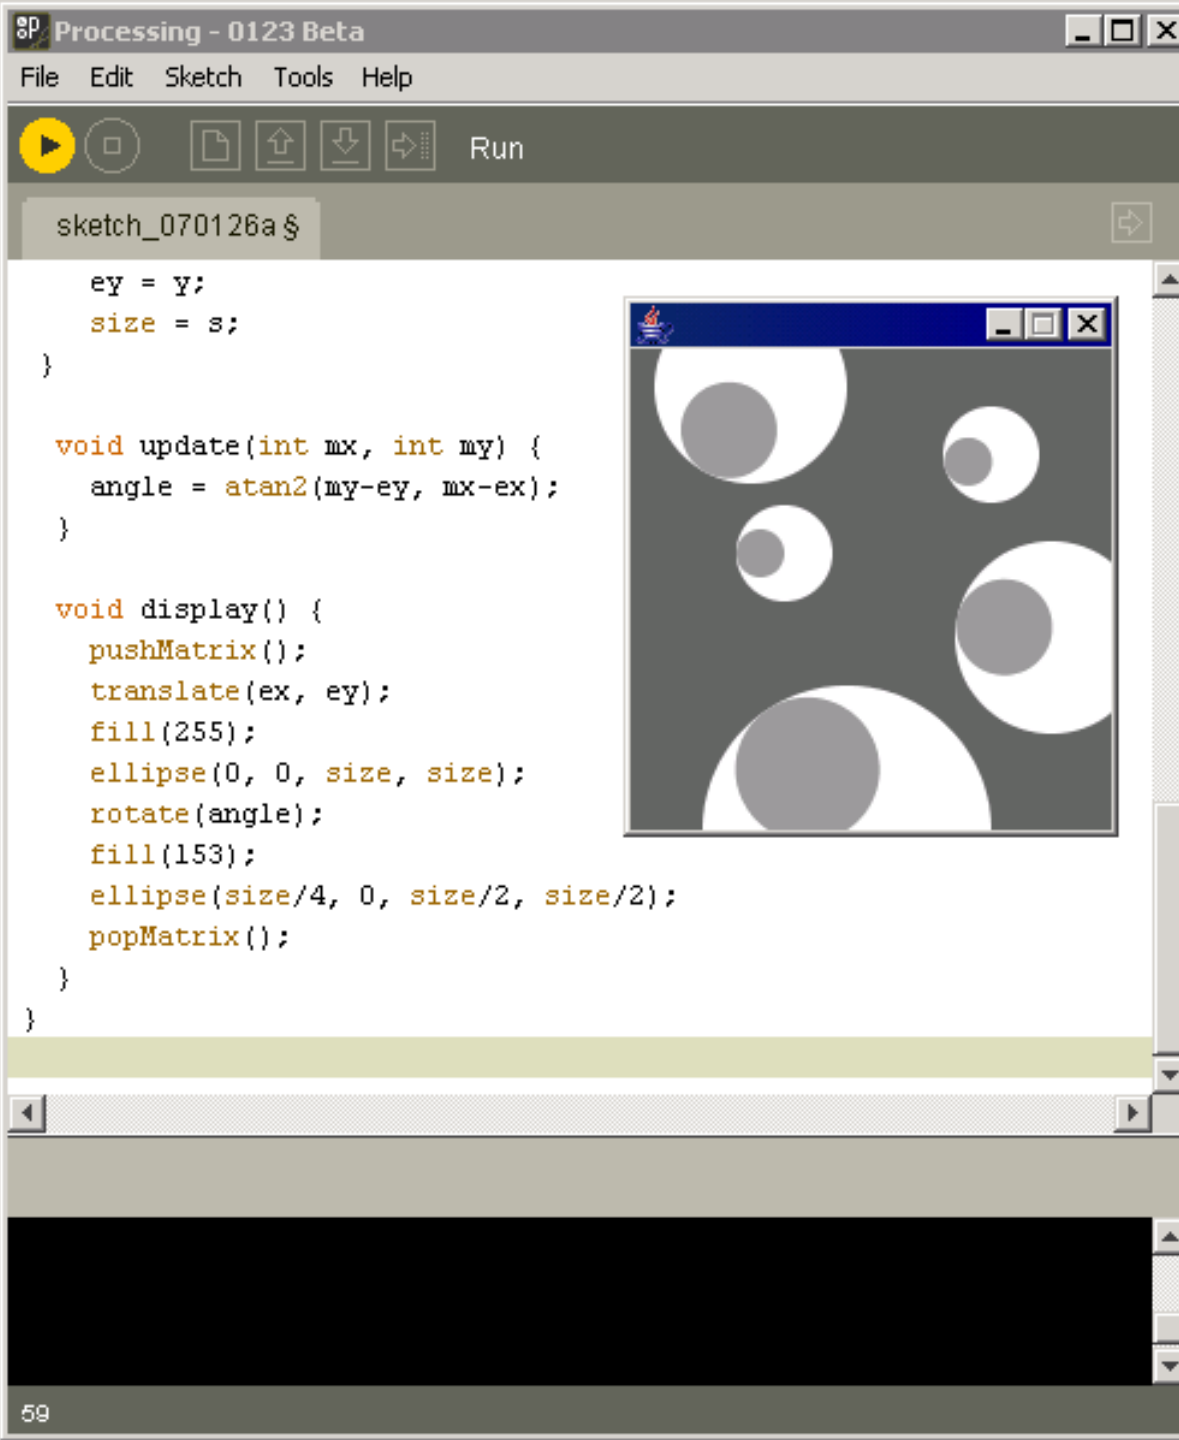 Processing - 0123 Beta
File Edit Sketch Tools Help
Run
sketch_070126a §
ey = y;
size = s;
}
void update(int mx, int my) {
angle = atan2(my-ey, mx-ex);
}
void display() {
pushMatrix();
translate(ex, ey);
fill(255);
ellipse(0, 0, size, size);
rotate(angle);
fill(153);
ellipse(size/4, 0, size/2, size/2);
popMatrix();
}
}
59